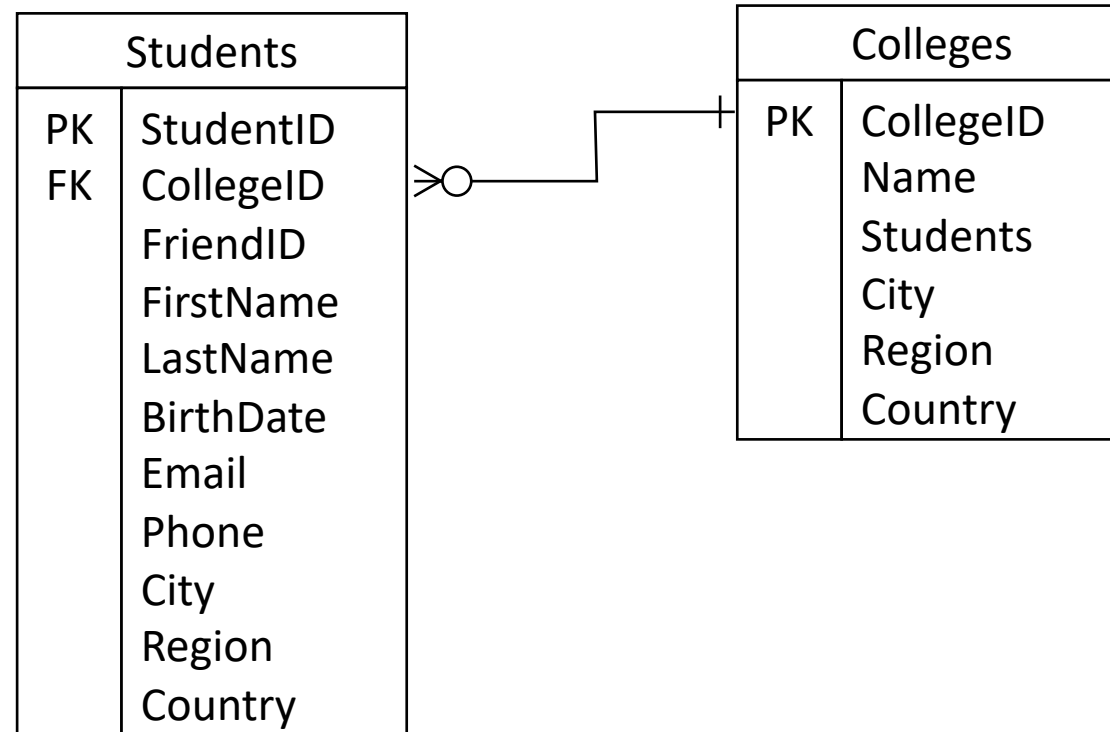 Students
PK StudentID
FK CollegeID
FriendID
FirstName
LastName
BirthDate
Email
Phone
City
Region
Country
Colleges
PK CollegeID
Name
Students
City
Region
Country